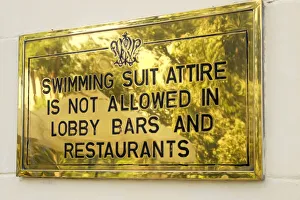 SWIMMING SUIT ATTIRE
IS NOT ALLOWED IN
LOBBY BARS AND
RESTAURANTS